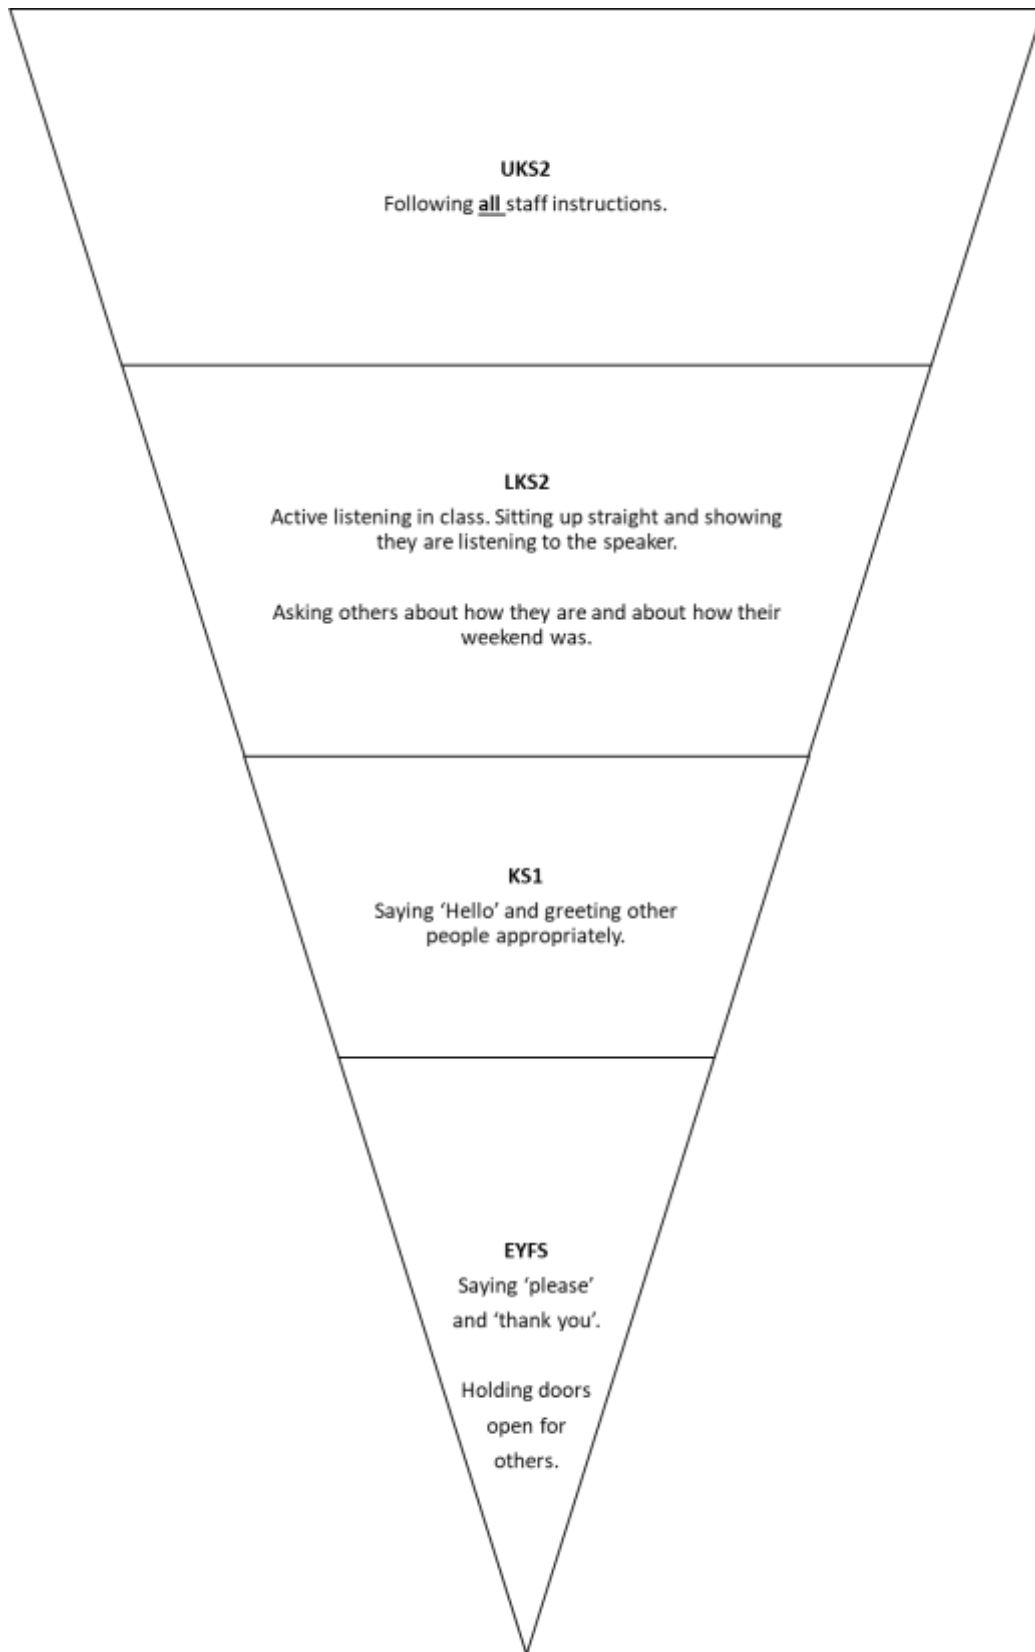 UKS2
Following all staff instructions.
LKS2
Active listening in class. Sitting up straight and showing
they are listening to the speaker.
Asking others about how they are and about how their
weekend was.
KS1
Saying ‘Hello’ and greeting other
people appropriately.
EYFS
Saying ‘please’
and ‘thank you’.
Holding doors
open for
others.